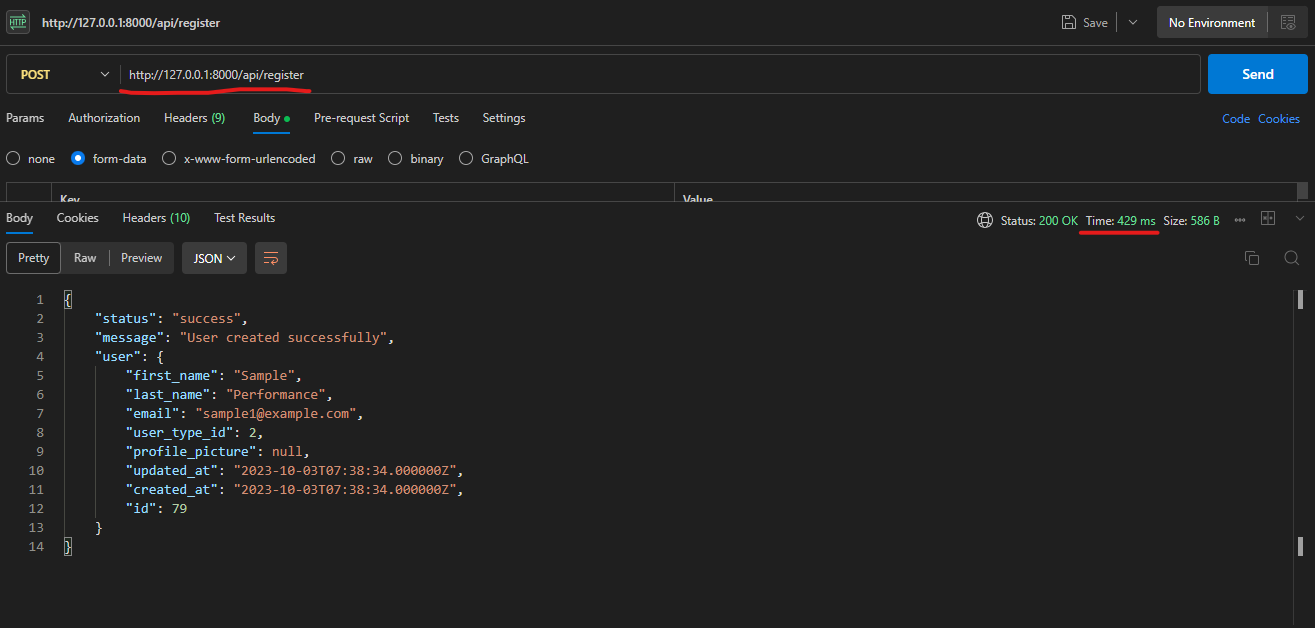 HTTP http://127.0.0.1:8000/api/register Save No Environment
POST http://127.0.0.1:8000/api/register Send
Params Authorization Headers (9) Body Pre-request Script Tests Settings Code Cookies
none form-data x-www-form-urlencoded raw binary GraphQL
Key Value
Body Cookies Headers (10) Test Results Status: 200 OK Time: 429 ms Size: 586 B
Pretty Raw Preview JSON
1 {
2 "status": "success",
3 "message": "User created successfully",
4 "user": {
5 "first_name": "Sample",
6 "last_name": "Performance",
7 "email": "sample1@example.com",
8 "user_type_id": 2,
9 "profile_picture": null,
10 "updated_at": "2023-10-03T07:38:34.000000Z",
11 "created_at": "2023-10-03T07:38:34.000000Z",
12 "id": 79
13 }
14 }